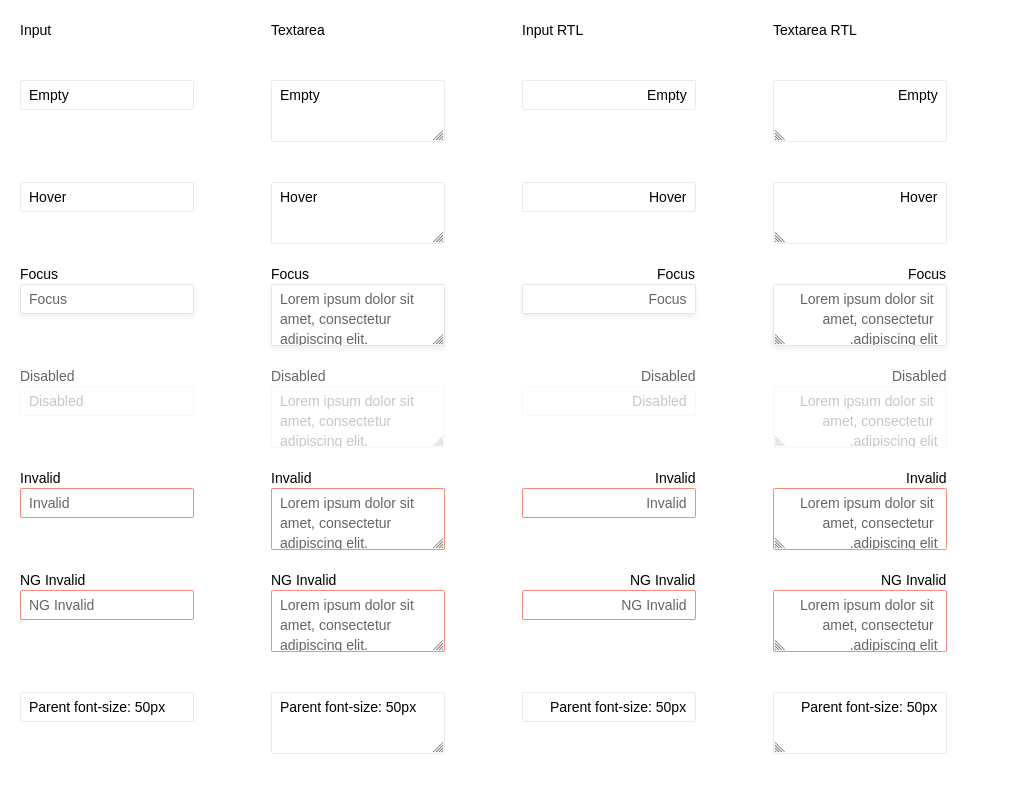 Input
Textarea
Input RTL
Textarea RTL
Empty
Empty
Empty
Empty
Hover
Hover
Hover
Hover
Focus
Focus
Focus
Focus
Focus
Lorem ipsum dolor sit
amet, consectetur
adipiscing elit.
Focus
Lorem ipsum dolor sit
amet, consectetur
.adipiscing elit
Disabled
Disabled
Disabled
Disabled
Disabled
Lorem ipsum dolor sit
amet, consectetur
adipiscing elit.
Disabled
Lorem ipsum dolor sit
amet, consectetur
.adipiscing elit
Invalid
Invalid
Invalid
Invalid
Invalid
Lorem ipsum dolor sit
amet, consectetur
adipiscing elit.
Invalid
Lorem ipsum dolor sit
amet, consectetur
.adipiscing elit
NG Invalid
NG Invalid
NG Invalid
NG Invalid
NG Invalid
Lorem ipsum dolor sit
amet, consectetur
adipiscing elit.
NG Invalid
Lorem ipsum dolor sit
amet, consectetur
.adipiscing elit
Parent font-size: 50px
Parent font-size: 50px
Parent font-size: 50px
Parent font-size: 50px